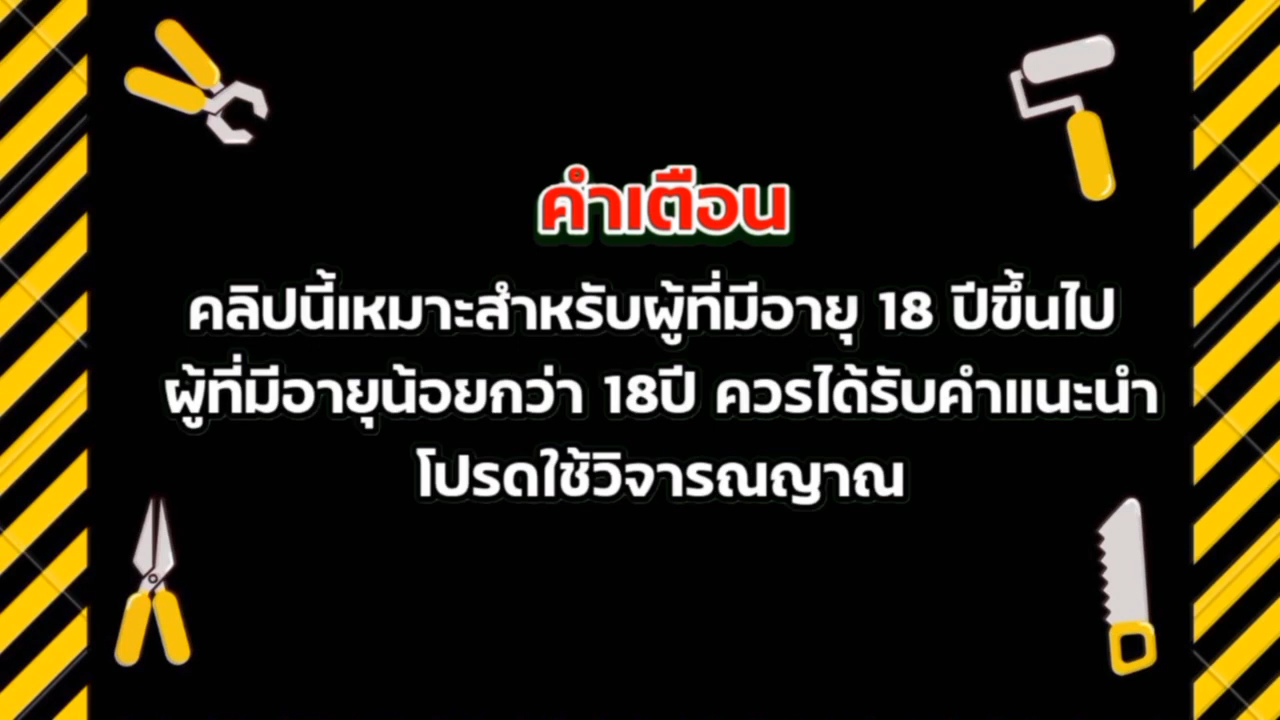 คำเตือน
คลิปนี้เหมาะสำหรับผู้ที่มีอายุ 18 ปีขึ้นไป
ผู้ที่มีอายุน้อยกว่า 18ปี ควรได้รับคำแนะนำ
โปรดใช้วิจารณญาณ